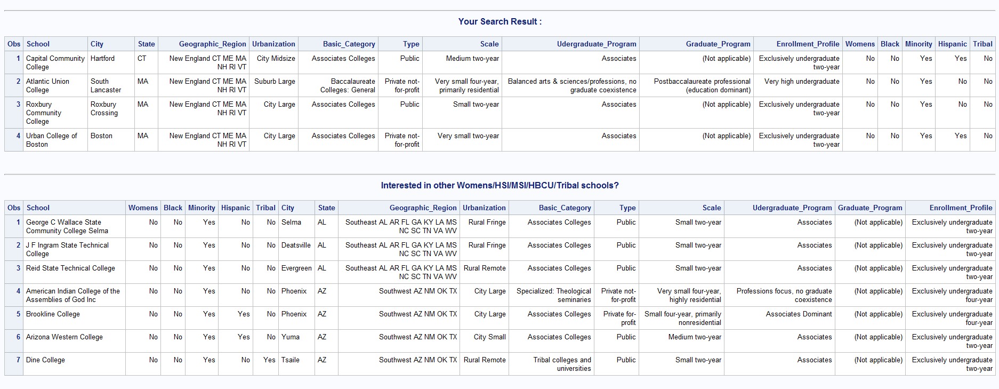 Your Search Result :
Obs School City State Geographic_Region Urbanization Basic_Category Type Scale Udergraduate_Program Graduate_Program Enrollment_Profile Womens Black Minority Hispanic Tribal
1 Capital Community Hartford CT New England CT ME MA City Midsize Associates Colleges Public Medium two-year Associates (Not applicable) Exclusively undergraduate No No Yes Yes No
College NH RI VT two-year
2 Atlantic Union South MA New England CT ME MA Suburb Large Baccalaureate Private not- Very small four-year, Balanced arts & sciences/professions, no Postbaccalaureate professional Very high undergraduate No No Yes No No
College Lancaster NH RI VT Colleges: General for-profit primarily residential graduate coexistence (education dominant)
3 Roxbury Roxbury MA New England CT ME MA City Large Associates Colleges Public Small two-year Associates (Not applicable) Exclusively undergraduate No No Yes No No
Community Crossing NH RI VT two-year
College
4 Urban College of Boston MA New England CT ME MA City Large Associates Colleges Private not- Very small two-year Associates (Not applicable) Exclusively undergraduate No No Yes Yes No
Boston NH RI VT for-profit two-year
Interested in other Womens/HSI/MSI/HBCU/Tribal schools?
Obs School Womens Black Minority Hispanic Tribal City State Geographic_Region Urbanization Basic_Category Type Scale Udergraduate_Program Graduate_Program Enrollment_Profile
1 George C Wallace State No No Yes No No Selma AL Southeast AL AR FL GA KY LA MS Rural Fringe Associates Colleges Public Small two-year Associates (Not applicable) Exclusively undergraduate
Community College Selma NC SC TN VA WV two-year
2 J F Ingram State Technical No No Yes No No Deatsville AL Southeast AL AR FL GA KY LA MS Rural Fringe Associates Colleges Public Small two-year Associates (Not applicable) Exclusively undergraduate
College NC SC TN VA WV two-year
3 Reid State Technical College No No Yes No No Evergreen AL Southeast AL AR FL GA KY LA MS Rural Remote Associates Colleges Public Small two-year Associates (Not applicable) Exclusively undergraduate
NC SC TN VA WV two-year
4 American Indian College of the No No Yes No No Phoenix AZ Southwest AZ NM OK TX City Large Specialized: Theological Private not- Very small four-year, Professions focus, no graduate (Not applicable) Exclusively undergraduate
Assemblies of God Inc seminaries for-profit highly residential coexistence four-year
5 Brookline College No No Yes Yes No Phoenix AZ Southwest AZ NM OK TX City Large Associates Colleges Private for- Small four-year, primarily Associates Dominant (Not applicable) Exclusively undergraduate
profit nonresidential four-year
6 Arizona Western College No No Yes Yes No Yuma AZ Southwest AZ NM OK TX City Small Associates Colleges Public Medium two-year Associates (Not applicable) Exclusively undergraduate
two-year
7 Dine College No No Yes No Yes Tsaile AZ Southwest AZ NM OK TX Rural Remote Tribal colleges and Public Small two-year Associates (Not applicable) Exclusively undergraduate
universities two-year